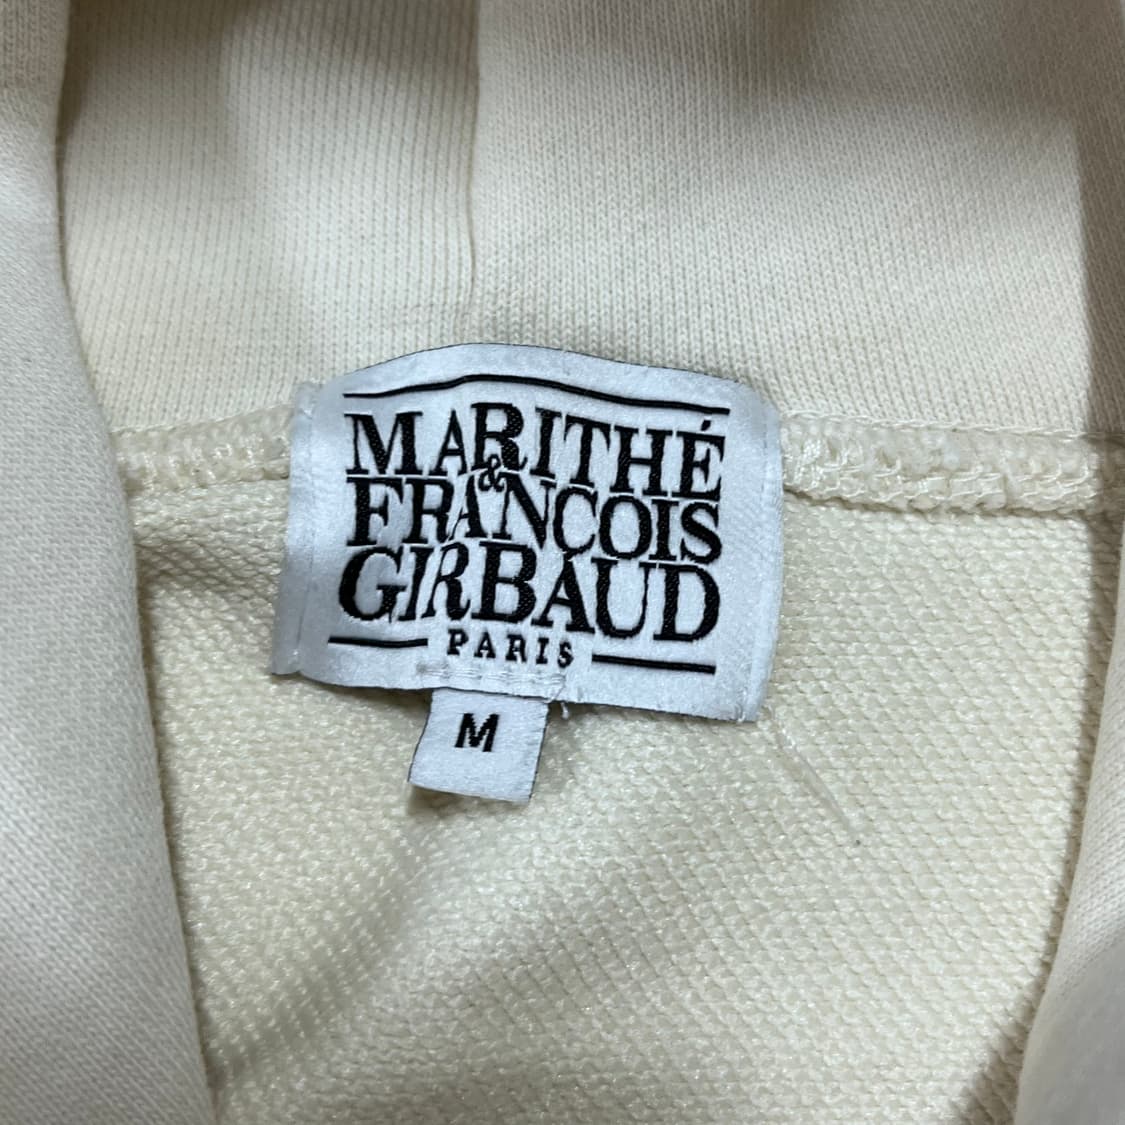 MARITHÉ
&
FRANCOIS
GIRBAUD
PARIS
M